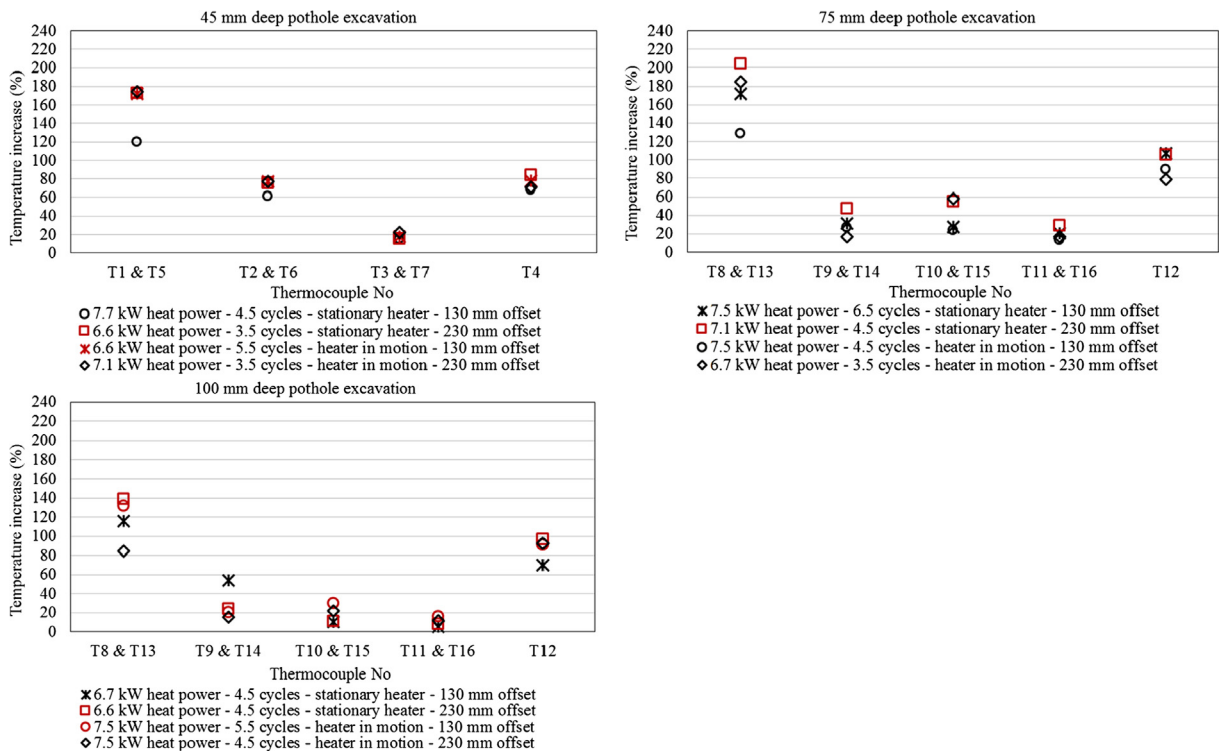 45 mm deep pothole excavation
240
220
200
180
160
140
120
100
80
60
40
20
0
Temperature increase (%)
T1 & T5 T2 & T6 T3 & T7 T4
Thermocouple No
7.7 kW heat power - 4.5 cycles - stationary heater - 130 mm offset
6.6 kW heat power - 3.5 cycles - stationary heater - 230 mm offset
6.6 kW heat power - 5.5 cycles - heater in motion - 130 mm offset
7.1 kW heat power - 3.5 cycles - heater in motion - 230 mm offset
75 mm deep pothole excavation
240
220
200
180
160
140
120
100
80
60
40
20
0
Temperature increase (%)
T8 & T13 T9 & T14 T10 & T15 T11 & T16 T12
Thermocouple No
7.5 kW heat power - 6.5 cycles - stationary heater - 130 mm offset
7.1 kW heat power - 4.5 cycles - stationary heater - 230 mm offset
7.5 kW heat power - 4.5 cycles - heater in motion - 130 mm offset
6.7 kW heat power - 3.5 cycles - heater in motion - 230 mm offset
100 mm deep pothole excavation
240
220
200
180
160
140
120
100
80
60
40
20
0
Temperature increase (%)
T8 & T13 T9 & T14 T10 & T15 T11 & T16 T12
Thermocouple No
6.7 kW heat power - 4.5 cycles - stationary heater - 130 mm offset
6.6 kW heat power - 4.5 cycles - stationary heater - 230 mm offset
7.5 kW heat power - 5.5 cycles - heater in motion - 130 mm offset
7.5 kW heat power - 4.5 cycles - heater in motion - 230 mm offset